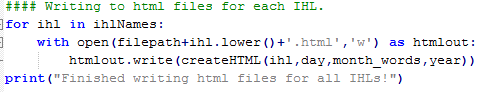 #### Writing to html files for each IHL.
for ihl in ihlNames:
    with open(filepath+ihl.lower()+'.html','w') as htmlout:
        htmlout.write(createHTML(ihl,day,month_words,year))
print("Finished writing html files for all IHLs!")